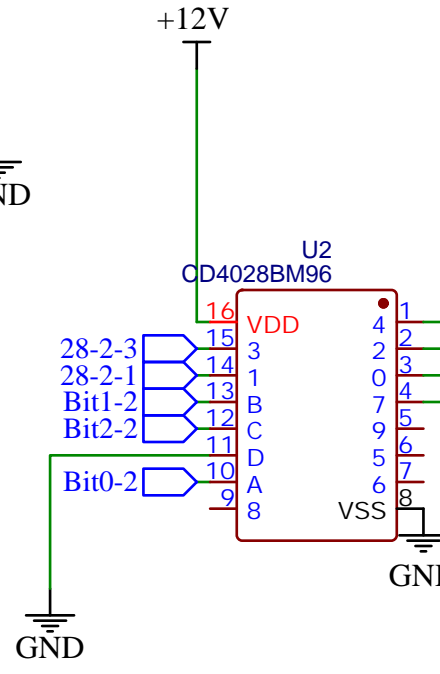 +12V
ND
U2
CD4028BM96
16 VDD 4 1
28-2-3 15 3 2 2
28-2-1 14 1 0 3
Bit1-2 13 B 7 4
Bit2-2 12 C 9 5
11 D 5 6
Bit0-2 10 A 6 7
9 8 VSS 8
GND
GND